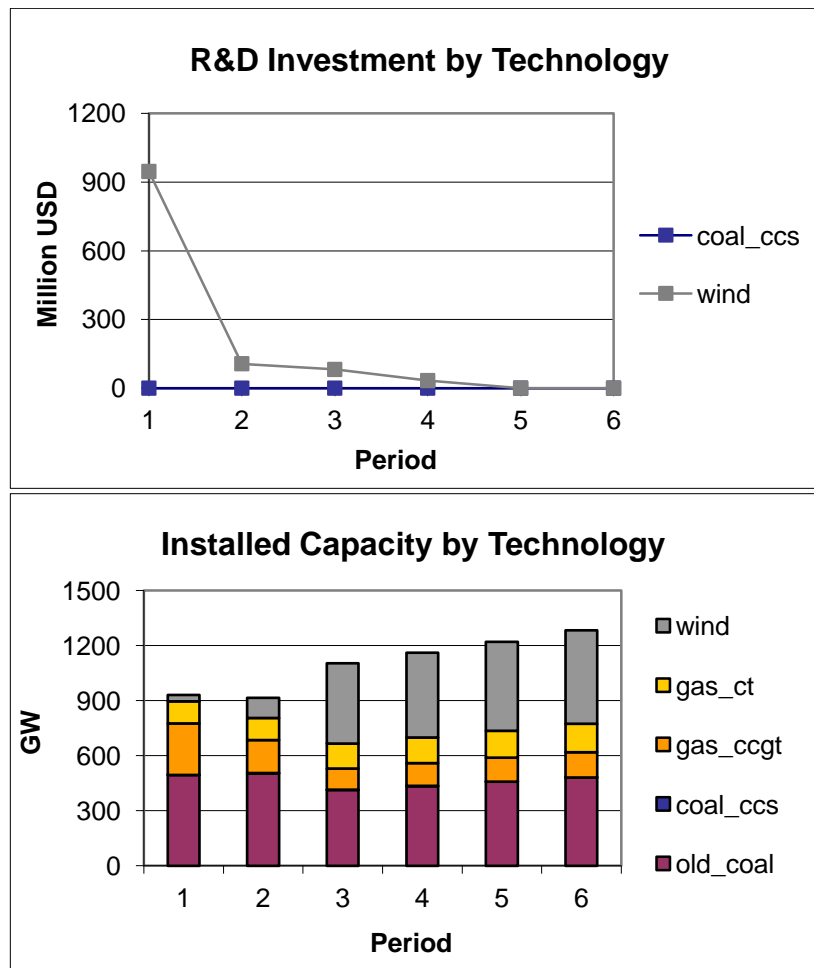 R&D Investment by Technology
1200
900
600
300
0
Million USD
1 2 3 4 5 6
Period
coal_ccs
wind
Installed Capacity by Technology
1500
1200
900
600
300
0
GW
1 2 3 4 5 6
Period
wind
gas_ct
gas_ccgt
coal_ccs
old_coal